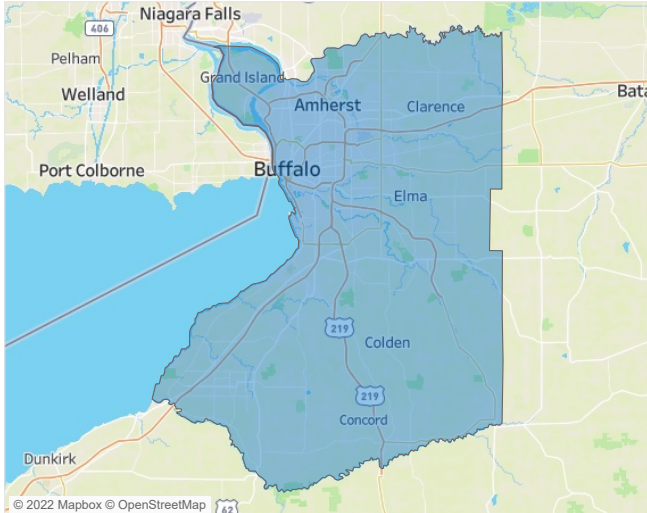 Niagara Falls
406
Pelham
Grand Island
Welland
Amherst
Clarence
Bata
Port Colborne
Buffalo
Elma
219
Colden
219
Concord
Dunkirk
© 2022 Mapbox © OpenStreetMap
62